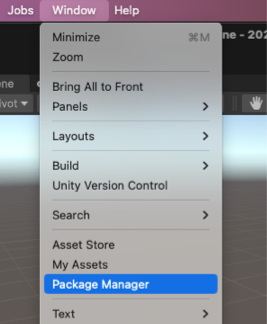 Jobs Window Help
Minimize ⌘M
Zoom
ne - 202
Bring All to Front
ene
Panels
ivot
Layouts
Build
Unity Version Control
Search
Asset Store
My Assets
Package Manager
Text